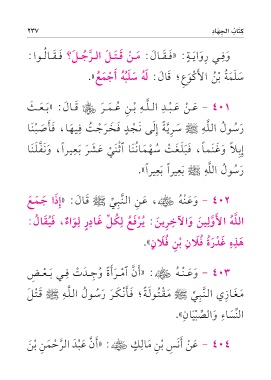 كتاب الجهاد ٢٣٧
وَفِي رِوَايَةٍ: «فَقَالَ: مَنْ قَتَلَ الرَّجُلَ؟ فَقَالُوا:
سَلَمَةُ بْنُ الأَكْوَعِ؛ قَالَ: لَهُ سَلَبُهُ أَجْمَعُ».
٤٠١ - عَنْ عَبْدِ اللَّهِ بْنِ عُمَرَ ﵄ قَالَ: «بَعَثَ
رَسُولُ اللَّهِ ﷺ سَرِيَّةً إِلَى نَجْدٍ فَخَرَجْتُ فِيهَا، فَأَصَبْنَا
إِبِلاً وَغَنَماً، فَبَلَغَتْ سُهْمَانُنَا ٱثْنَيْ عَشَرَ بَعِيراً، وَنَفَّلَنَا
رَسُولُ اللَّهِ ﷺ بَعِيراً بَعِيراً».
٤٠٢ - وَعَنْهُ ﵁، عَنِ النَّبِيِّ ﷺ قَالَ: «إِذَا جَمَعَ
اللَّهُ الأَوَّلِينَ وَالآخِرِينَ: يُرْفَعُ لِكُلِّ غَادِرٍ لِوَاءٌ، فَيُقَالُ:
هَذِهِ غَدْرَةُ فُلَانِ بْنِ فُلَانٍ».
٤٠٣ - وَعَنْهُ ﵁: «أَنَّ ٱمْرَأَةً وُجِدَتْ فِي بَعْضِ
مَغَازِي النَّبِيِّ ﷺ مَقْتُولَةً؛ فَأَنْكَرَ رَسُولُ اللَّهِ ﷺ قَتْلَ
النِّسَاءِ وَالصِّبْيَانِ».
٤٠٤ - عَنْ أَنَسِ بْنِ مَالِكٍ ﵁: «أَنَّ عَبْدَ الرَّحْمَنِ بْنَ